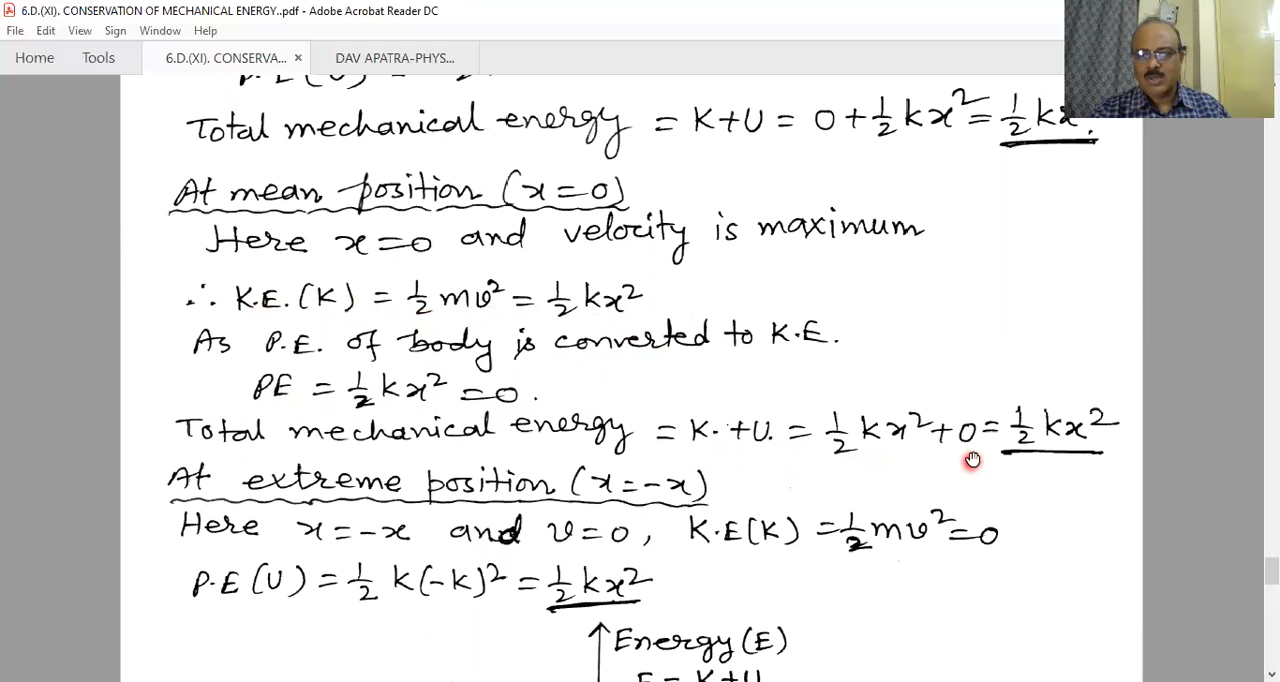 6.D.(XI). CONSERVATION OF MECHANICAL ENERGY..pdf - Adobe Acrobat Reader DC
File Edit View Sign Window Help
Home Tools 6.D.(XI). CONSERVA... × DAV APATRA-PHYS...
Total mechanical energy = K+U = 0+½kx² = ½kx².
At mean position (x=0)
Here x=0 and velocity is maximum
∴ K.E.(K) = ½mv² = ½kx²
As P.E. of body is converted to K.E.
PE = ½kx² = 0.
Total mechanical energy = K.+U. = ½kx²+0 = ½kx²
At extreme position (x=-x)
Here x=-x and v=0, K.E(K) = ½mv² = 0
P.E(U) = ½k(-k)² = ½kx²
Energy(E)
E = K+U